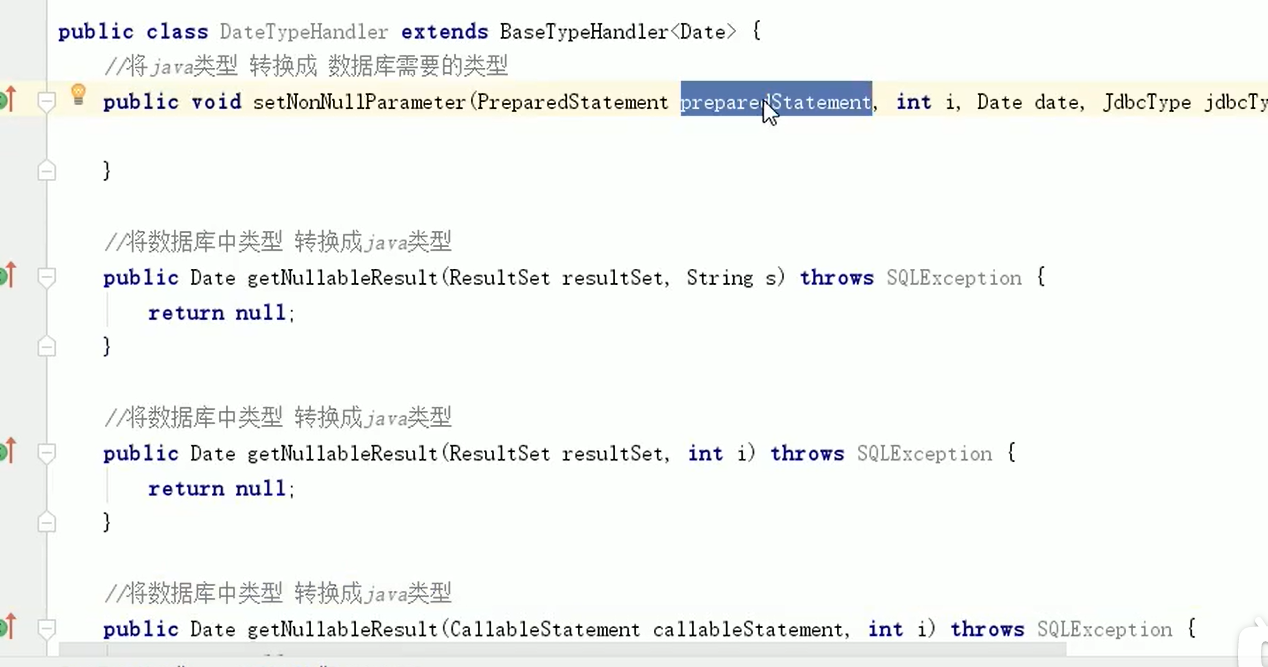 public class DateTypeHandler extends BaseTypeHandler<Date> {
//将java类型 转换成 数据库需要的类型
public void setNonNullParameter(PreparedStatement preparedStatement, int i, Date date, JdbcType jdbcTy
}
//将数据库中类型 转换成java类型
public Date getNullableResult(ResultSet resultSet, String s) throws SQLException {
return null;
}
//将数据库中类型 转换成java类型
public Date getNullableResult(ResultSet resultSet, int i) throws SQLException {
return null;
}
//将数据库中类型 转换成java类型
public Date getNullableResult(CallableStatement callableStatement, int i) throws SQLException {